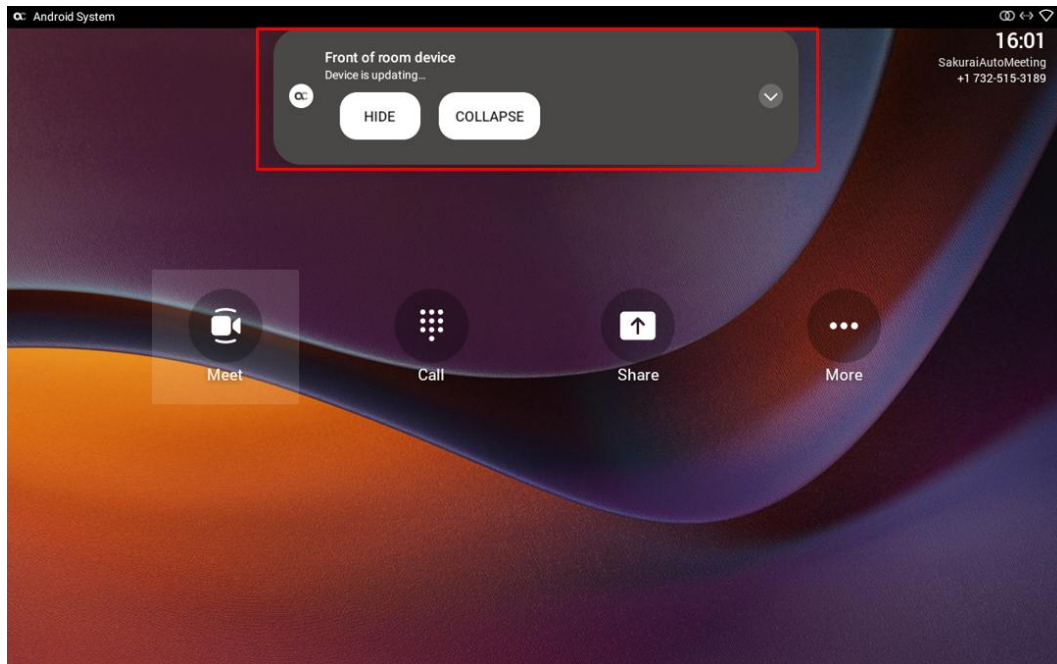 Android System
16:01
SakuraiAutoMeeting
+1 732-515-3189
Front of room device
Device is updating...
HIDE
COLLAPSE
Meet
Call
Share
More